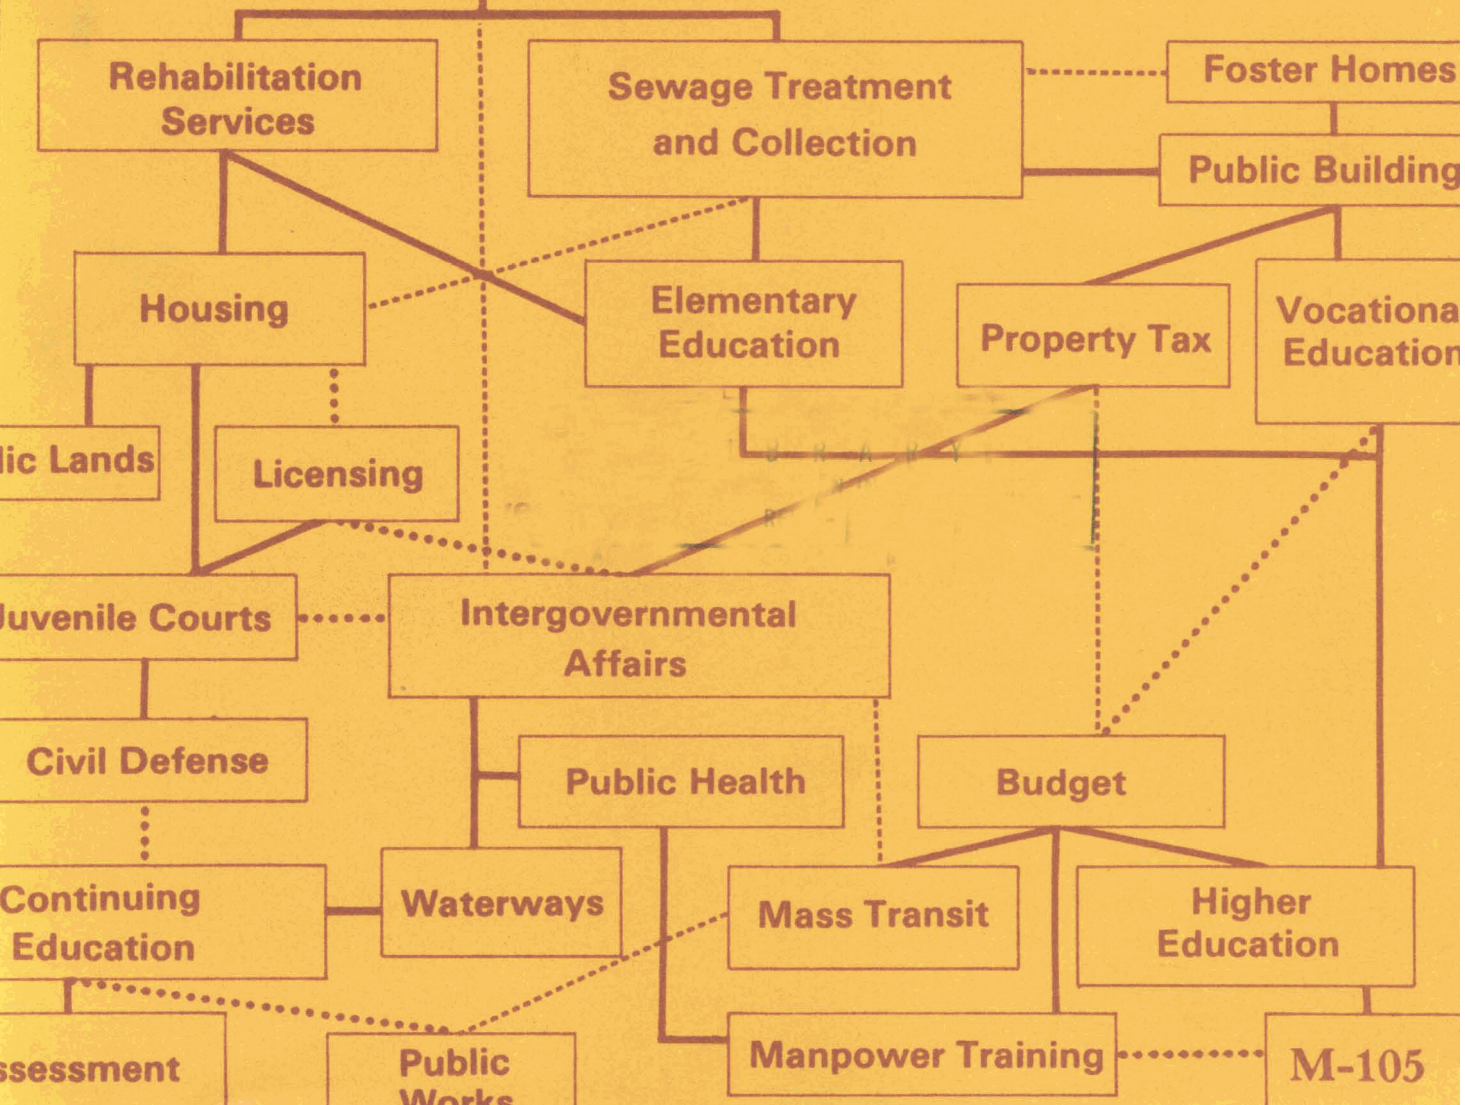 Rehabilitation
Services
Sewage Treatment
and Collection
Foster Homes
Public Building
Housing
Elementary
Education
Property Tax
Vocationa
Education
lic Lands
Licensing
Juvenile Courts
Intergovernmental
Affairs
Civil Defense
Public Health
Budget
Continuing
Education
Waterways
Mass Transit
Higher
Education
ssessment
Public
Works
Manpower Training
M-105